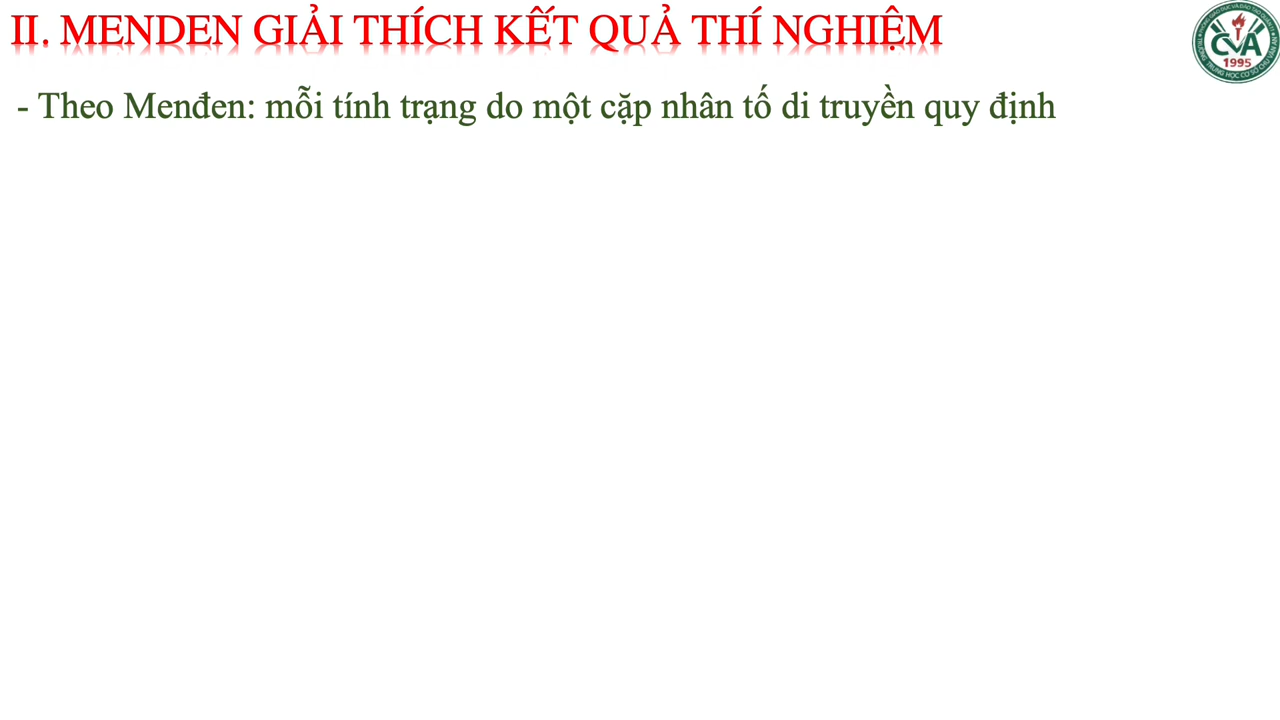 II. MENDEN GIẢI THÍCH KẾT QUẢ THÍ NGHIỆM
- Theo Menđen: mỗi tính trạng do một cặp nhân tố di truyền quy định
CVA
1995